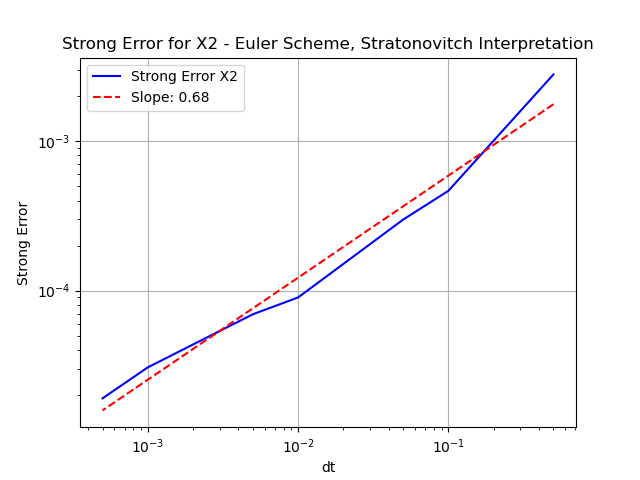 Strong Error for X2 - Euler Scheme, Stratonovitch Interpretation
Strong Error X2
Slope: 0.68
Strong Error
10⁻³
10⁻⁴
10⁻³ 10⁻² 10⁻¹
dt